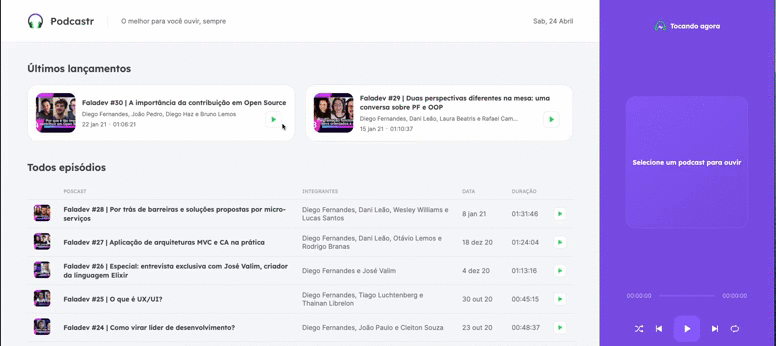 Podcastr
O melhor para você ouvir, sempre
Sab, 24 Abril
Tocando agora
Últimos lançamentos
Faladev #30 | A importância da contribuição em Open Source
Diego Fernandes, João Pedro, Diego Haz e Bruno Lemos
22 jan 21 · 01:06:21
Faladev #29 | Duas perspectivas diferentes na mesa: uma
conversa sobre PF e OOP
Diego Fernandes, Dani Leão, Laura Beatris e Rafael Cam...
15 jan 21 · 01:10:37
Selecione um podcast para ouvir
Todos episódios
POSCAST INTEGRANTES DATA DURAÇÃO
Faladev #28 | Por trás de barreiras e soluções propostas por micro-
serviços
Diego Fernandes, Dani Leão, Wesley Williams e
Lucas Santos
8 jan 21
01:31:46
Faladev #27 | Aplicação de arquiteturas MVC e CA na prática
Diego Fernandes, Dani Leão, Otávio Lemos e
Rodrigo Branas
18 dez 20
01:24:04
Faladev #26 | Especial: entrevista exclusiva com José Valim, criador
da linguagem Elixir
Diego Fernandes e José Valim
4 dez 20
01:13:16
Faladev #25 | O que é UX/UI?
Diego Fernandes, Tiago Luchtenberg e
Thainan Librelon
30 out 20
00:45:15
Faladev #24 | Como virar líder de desenvolvimento?
Diego Fernandes, João Paulo e Cleiton Souza
23 out 20
00:48:37
00:00:00
00:00:00